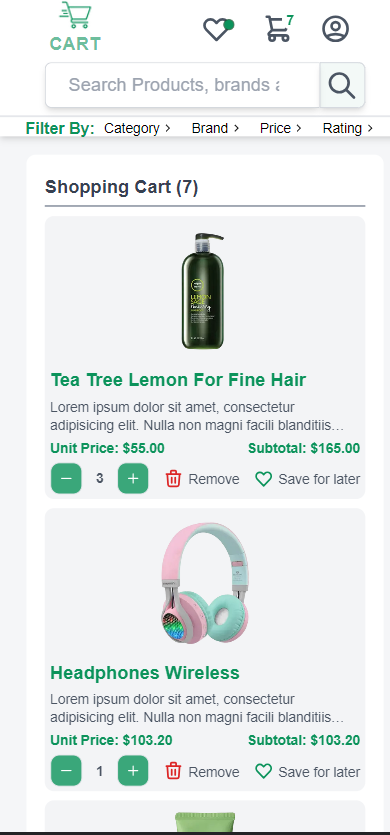 CART
7
Search Products, brands a
Filter By: Category Brand Price Rating
Shopping Cart (7)
LEMON
SAGE
Tea Tree Lemon For Fine Hair
Lorem ipsum dolor sit amet, consectetur
adipisicing elit. Nulla non magni facili blanditiis…
Unit Price: $55.00 Subtotal: $165.00
− 3 + Remove Save for later
Headphones Wireless
Lorem ipsum dolor sit amet, consectetur
adipisicing elit. Nulla non magni facili blanditiis…
Unit Price: $103.20 Subtotal: $103.20
− 1 + Remove Save for later